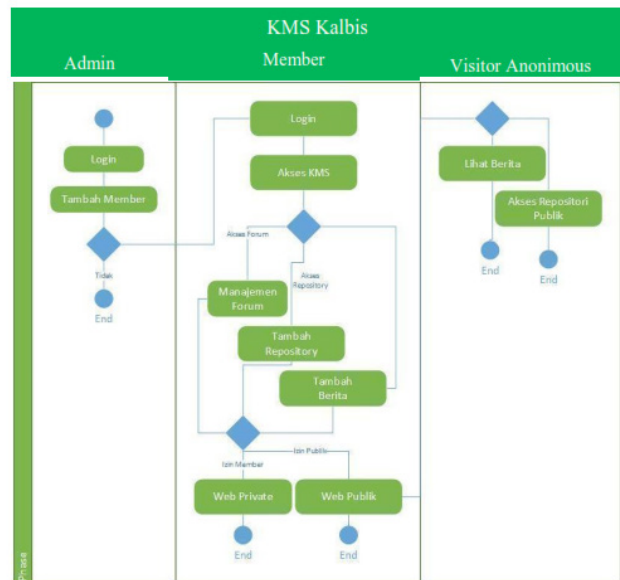 KMS Kalbis
Admin
Member
Visitor Anonimous
Login
Tambah Member
Tidak
End
Login
Akses KMS
Akses Forum
Akses
Repository
Manajemen
Forum
Tambah
Repository
Tambah
Berita
Izin Member
Izin Publik
Web Private
Web Publik
End
End
Lihat Berita
Akses Repositori
Publik
End
End
Phase